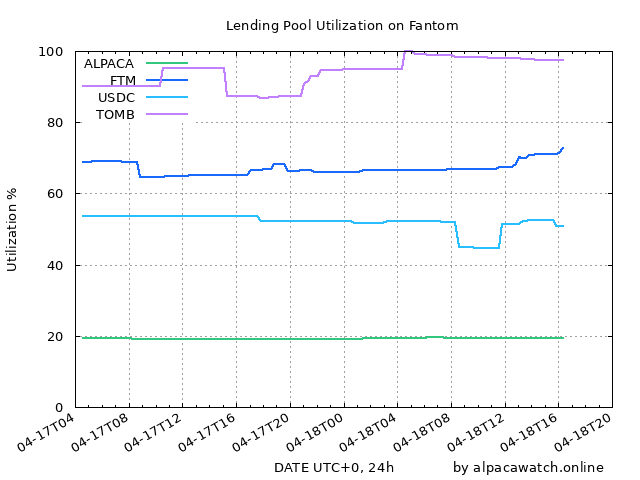 Lending Pool Utilization on Fantom
Utilization %
100
80
60
40
20
0
ALPACA
FTM
USDC
TOMB
04-17T04
04-17T08
04-17T12
04-17T16
04-17T20
04-18T00
04-18T04
04-18T08
04-18T12
04-18T16
04-18T20
DATE UTC+0, 24h
by alpacawatch.online